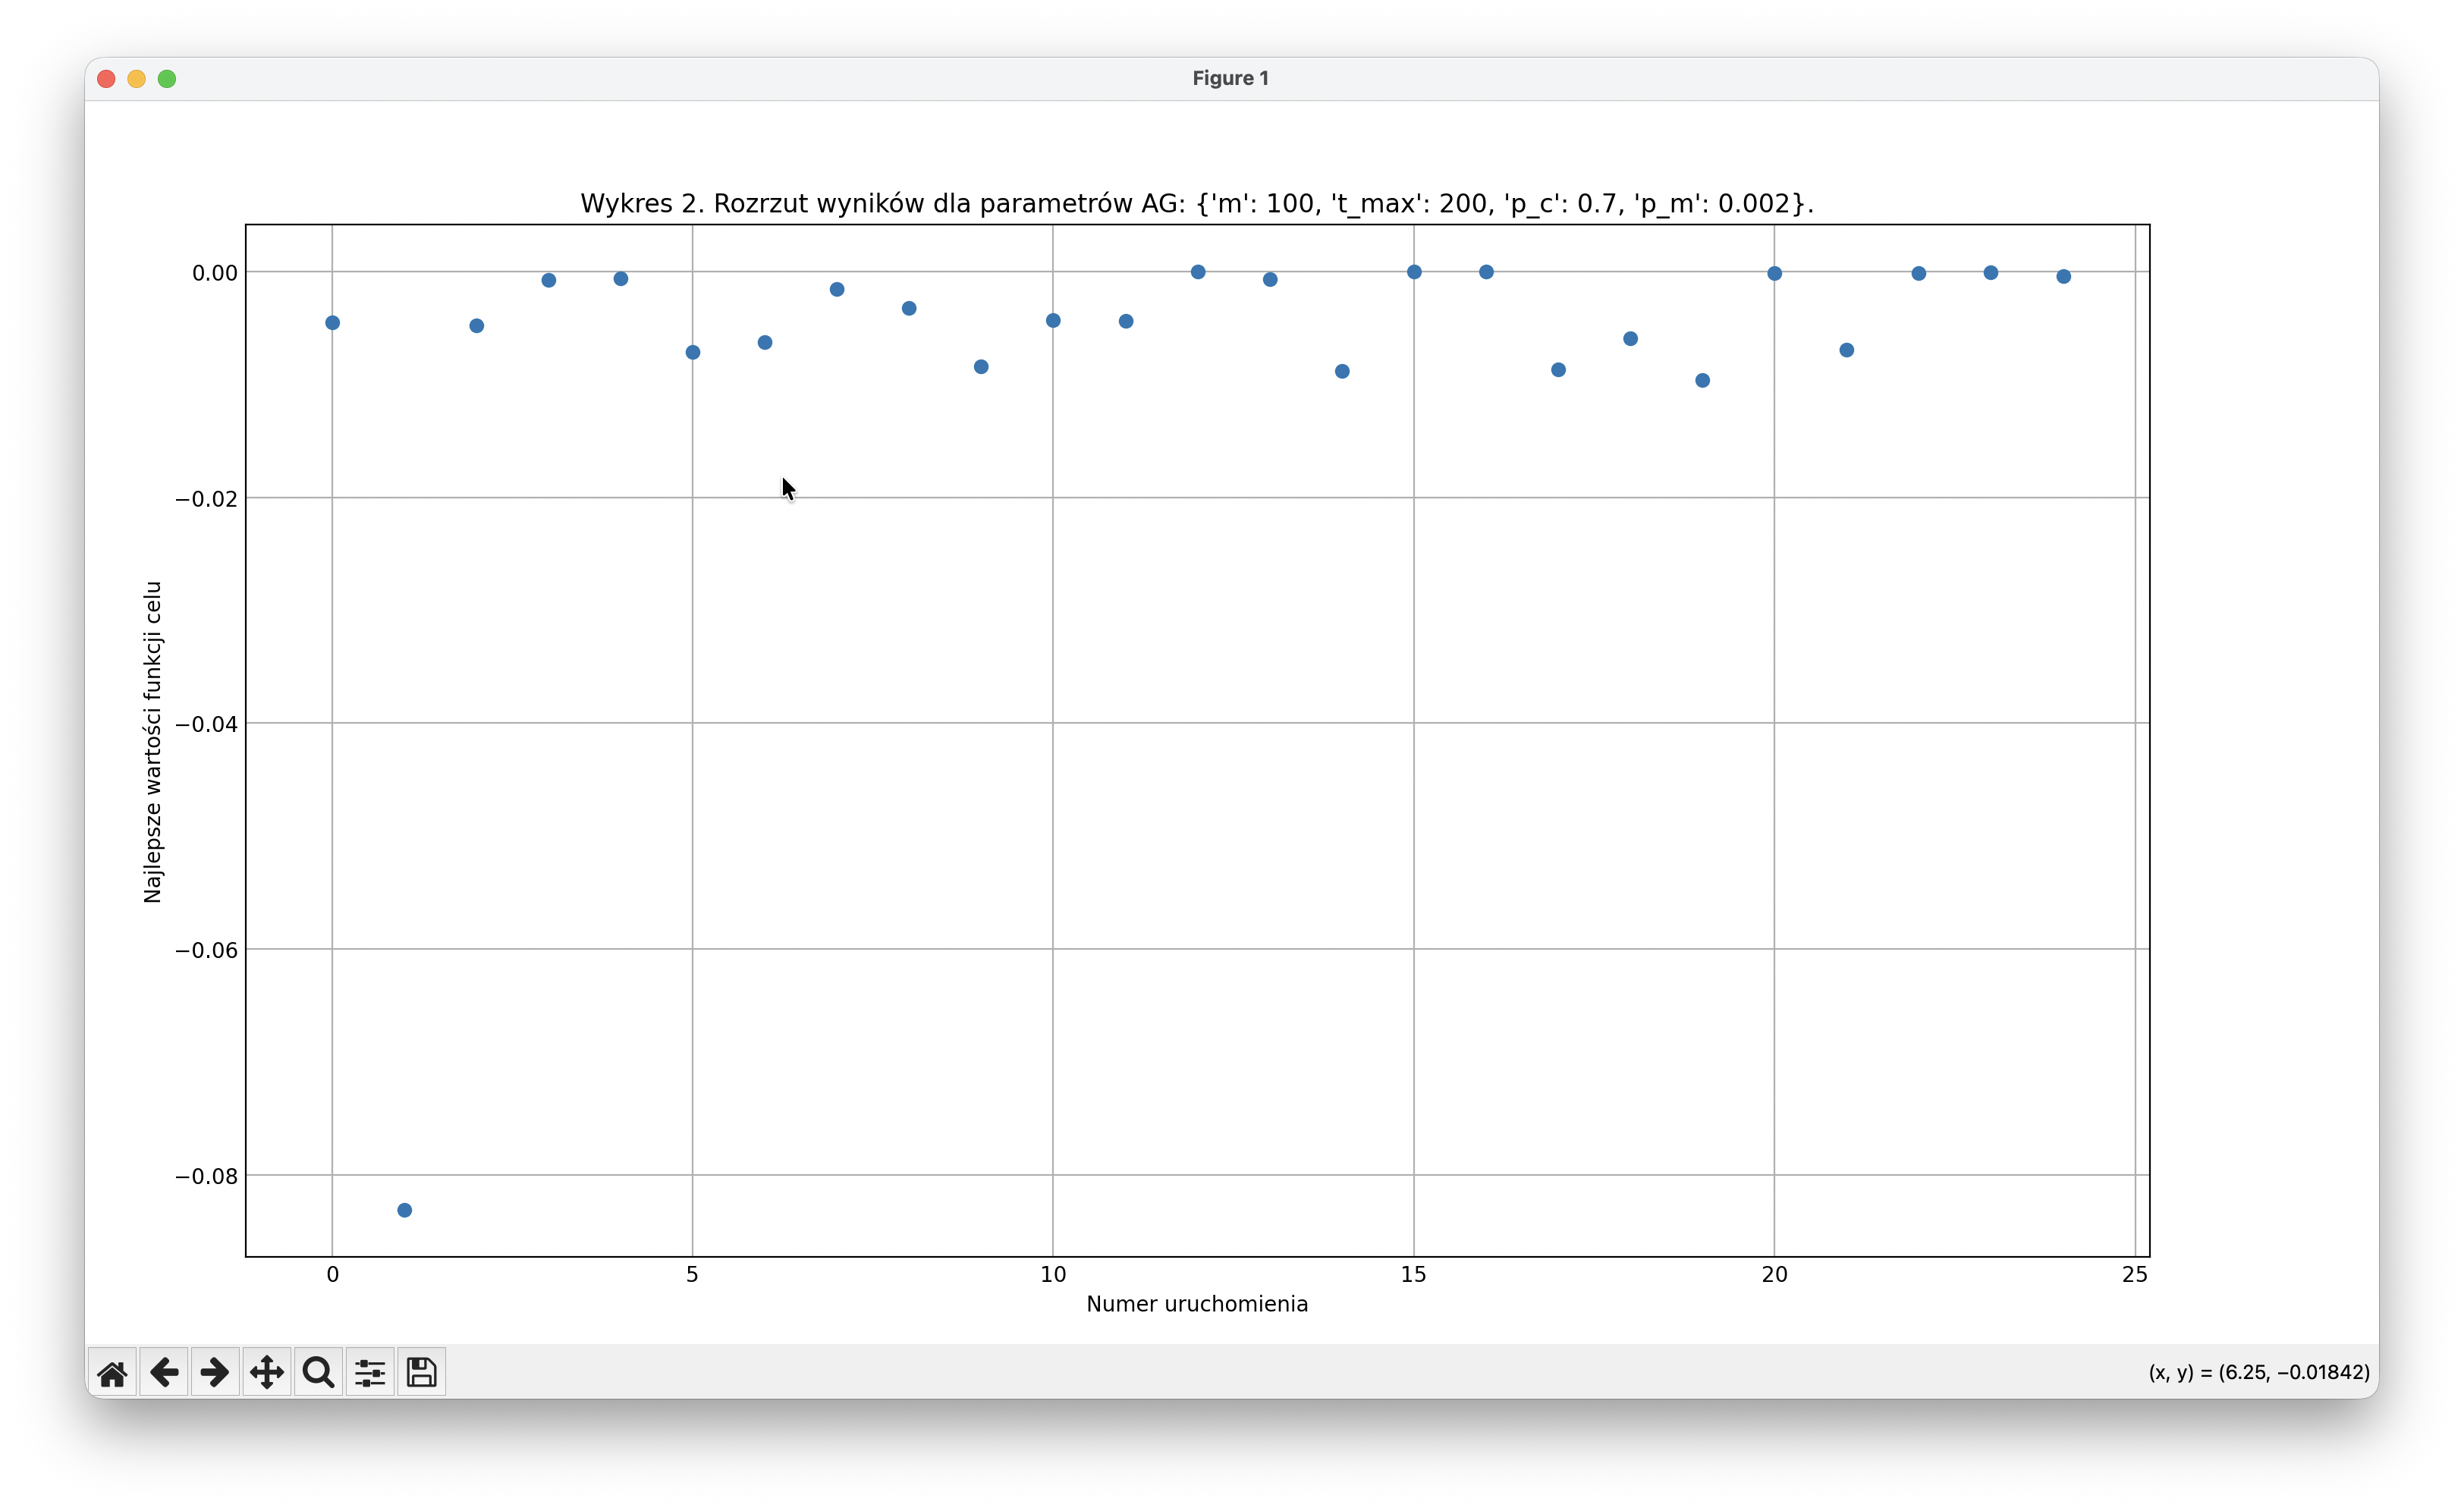 Figure 1
Wykres 2. Rozrzut wyników dla parametrów AG: {'m': 100, 't_max': 200, 'p_c': 0.7, 'p_m': 0.002}.
Najlepsze wartości funkcji celu
0.00
−0.02
−0.04
−0.06
−0.08
0 5 10 15 20 25
Numer uruchomienia
(x, y) = (6.25, −0.01842)